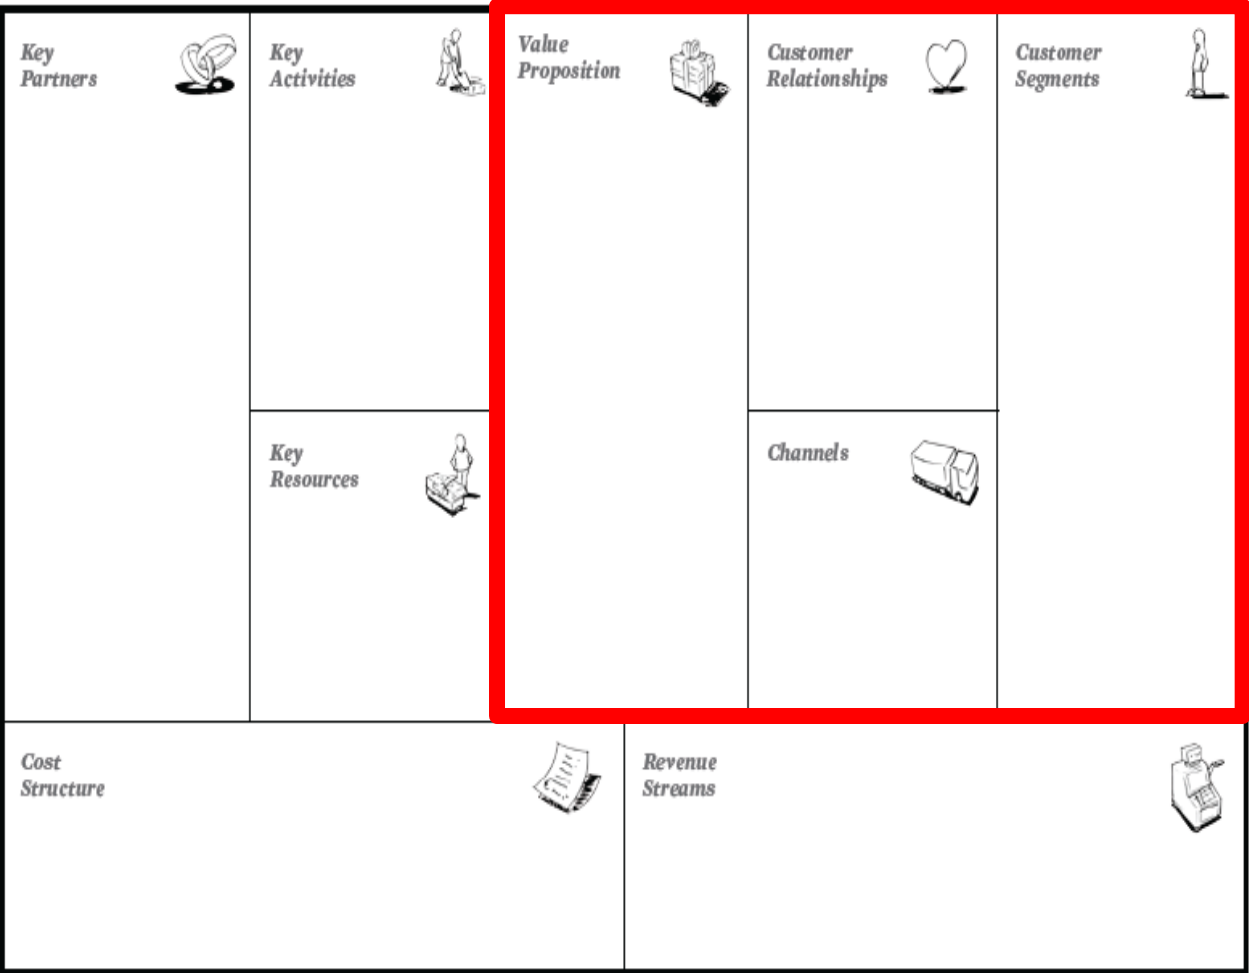 Key
Partners
Key
Activities
Value
Proposition
Customer
Relationships
Customer
Segments
Key
Resources
Channels
Cost
Structure
Revenue
Streams